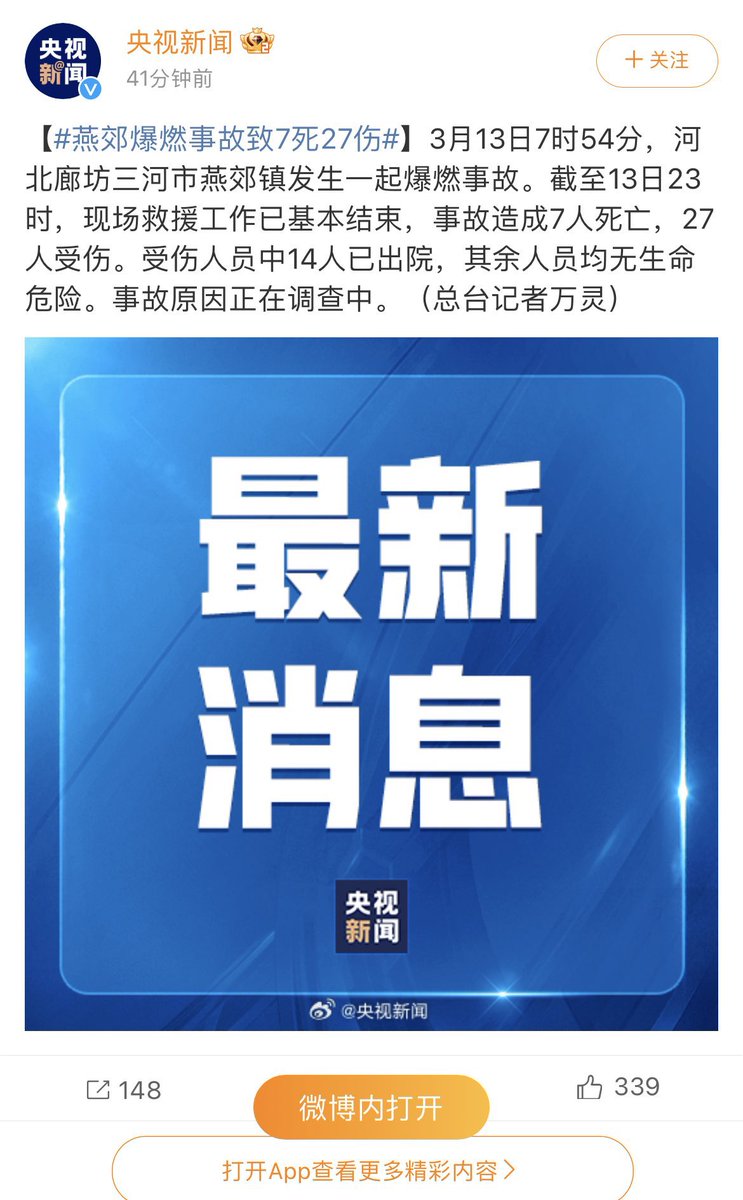 央视
新闻
央视新闻
41分钟前
+ 关注
【#燕郊爆燃事故致7死27伤#】3月13日7时54分，河
北廊坊三河市燕郊镇发生一起爆燃事故。截至13日23
时，现场救援工作已基本结束，事故造成7人死亡，27
人受伤。受伤人员中14人已出院，其余人员均无生命
危险。事故原因正在调查中。（总台记者万灵）
最新
消息
央视
新闻
@央视新闻
148
微博内打开
339
打开App查看更多精彩内容>